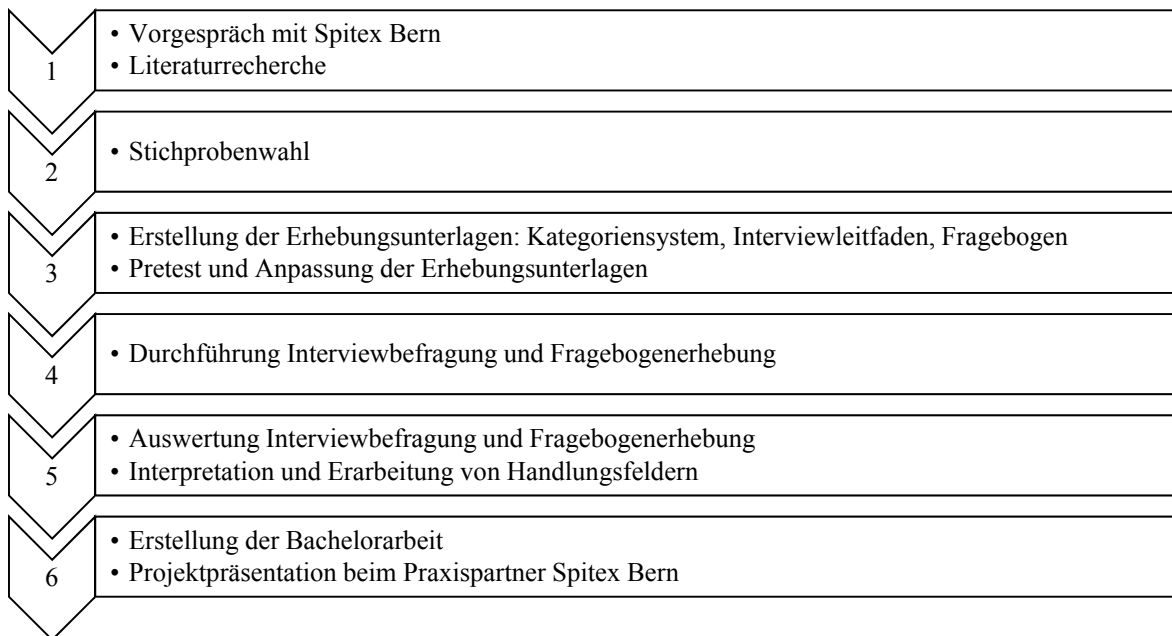 1
• Vorgespräch mit Spitex Bern
• Literaturrecherche
2
• Stichprobenwahl
3
• Erstellung der Erhebungsunterlagen: Kategoriensystem, Interviewleitfaden, Fragebogen
• Pretest und Anpassung der Erhebungsunterlagen
4
• Durchführung Interviewbefragung und Fragebogenerhebung
5
• Auswertung Interviewbefragung und Fragebogenerhebung
• Interpretation und Erarbeitung von Handlungsfeldern
6
• Erstellung der Bachelorarbeit
• Projektpräsentation beim Praxispartner Spitex Bern